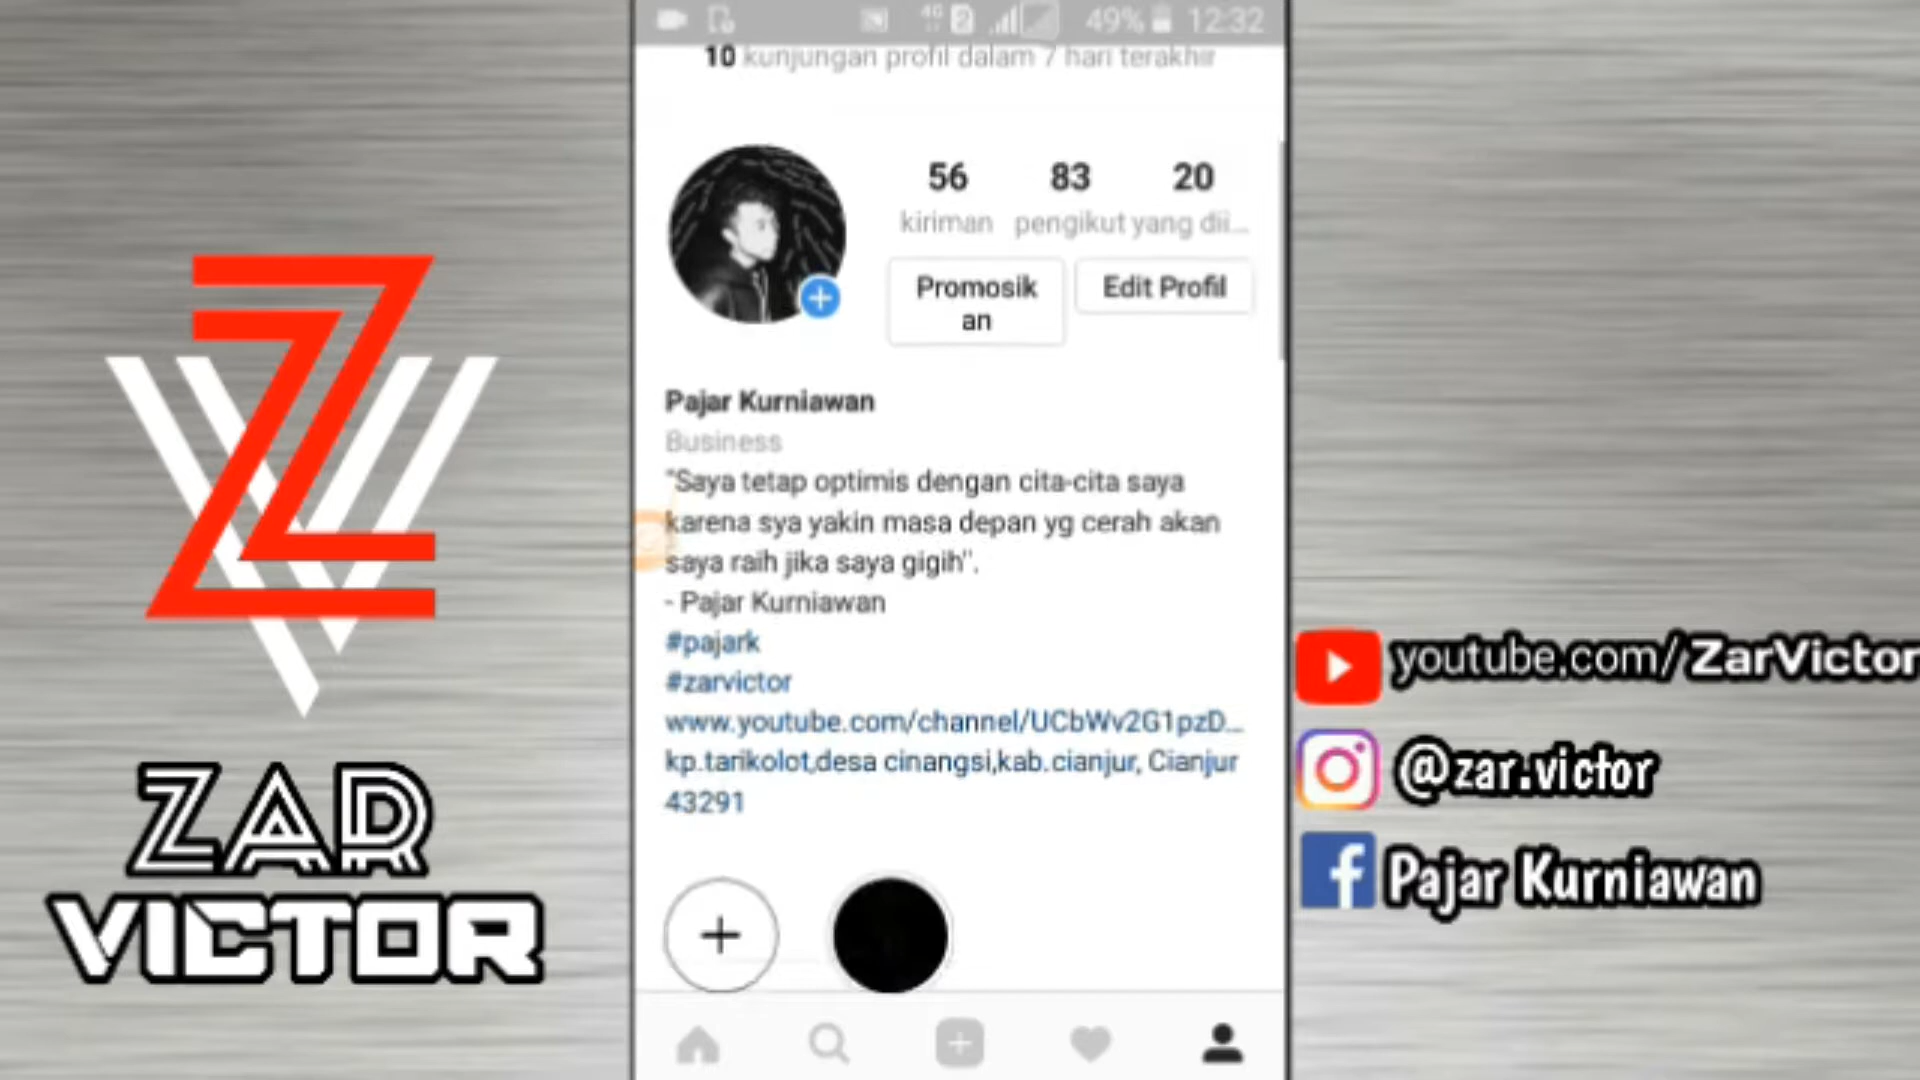 49% 12:32
10 kunjungan profil dalam 7 hari terakhir
56 83 20
kiriman pengikut yang dii...
Promosik
an
Edit Profil
Pajar Kurniawan
Business
"Saya tetap optimis dengan cita-cita saya
karena sya yakin masa depan yg cerah akan
saya raih jika saya gigih".
- Pajar Kurniawan
#pajark
#zarvictor
www.youtube.com/channel/UCbWv2G1pzD...
kp.tarikolot,desa cinangsi,kab.cianjur, Cianjur
43291
Z
ZAR
VICTOR
youtube.com/ZarVictor
@zar.victor
f Pajar Kurniawan